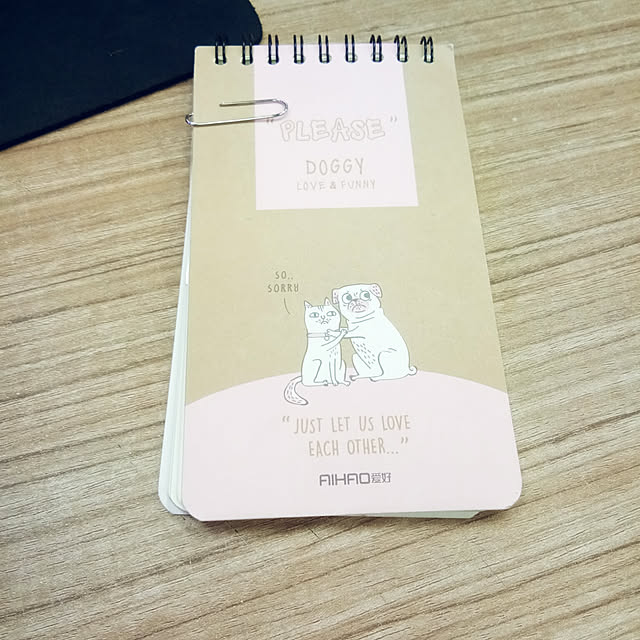 "PLEASE"
DOGGY
LOVE & FUNNY
SO..
SORRY
"JUST LET US LOVE
EACH OTHER..."
AIHAO爱好